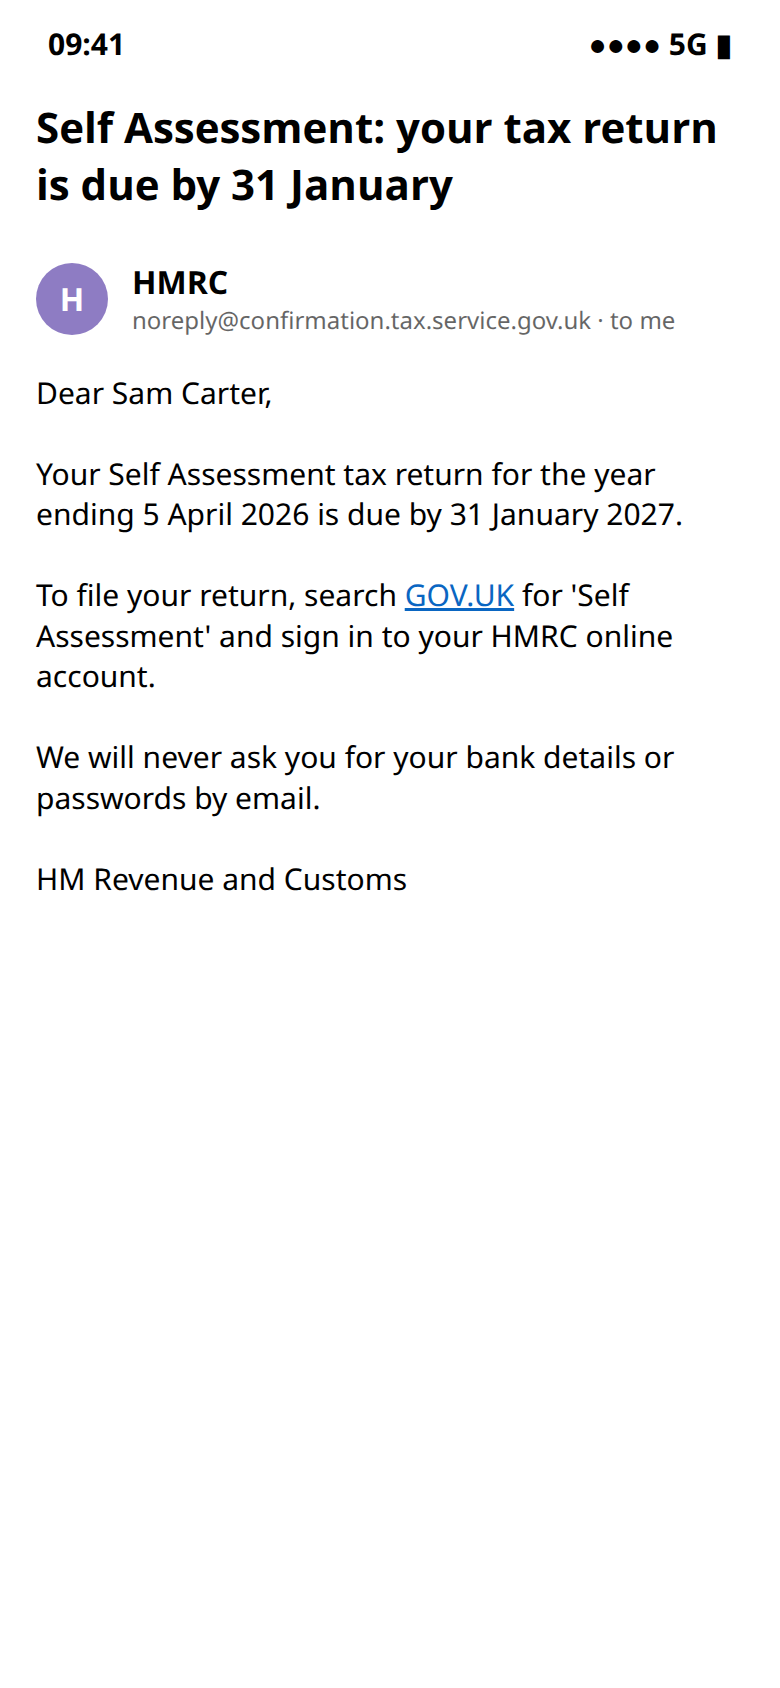 09:41 ●●●● 5G ▮
Self Assessment: your tax return
is due by 31 January
H
HMRC
noreply@confirmation.tax.service.gov.uk · to me
Dear Sam Carter,
Your Self Assessment tax return for the year
ending 5 April 2026 is due by 31 January 2027.
To file your return, search GOV.UK for 'Self
Assessment' and sign in to your HMRC online
account.
We will never ask you for your bank details or
passwords by email.
HM Revenue and Customs